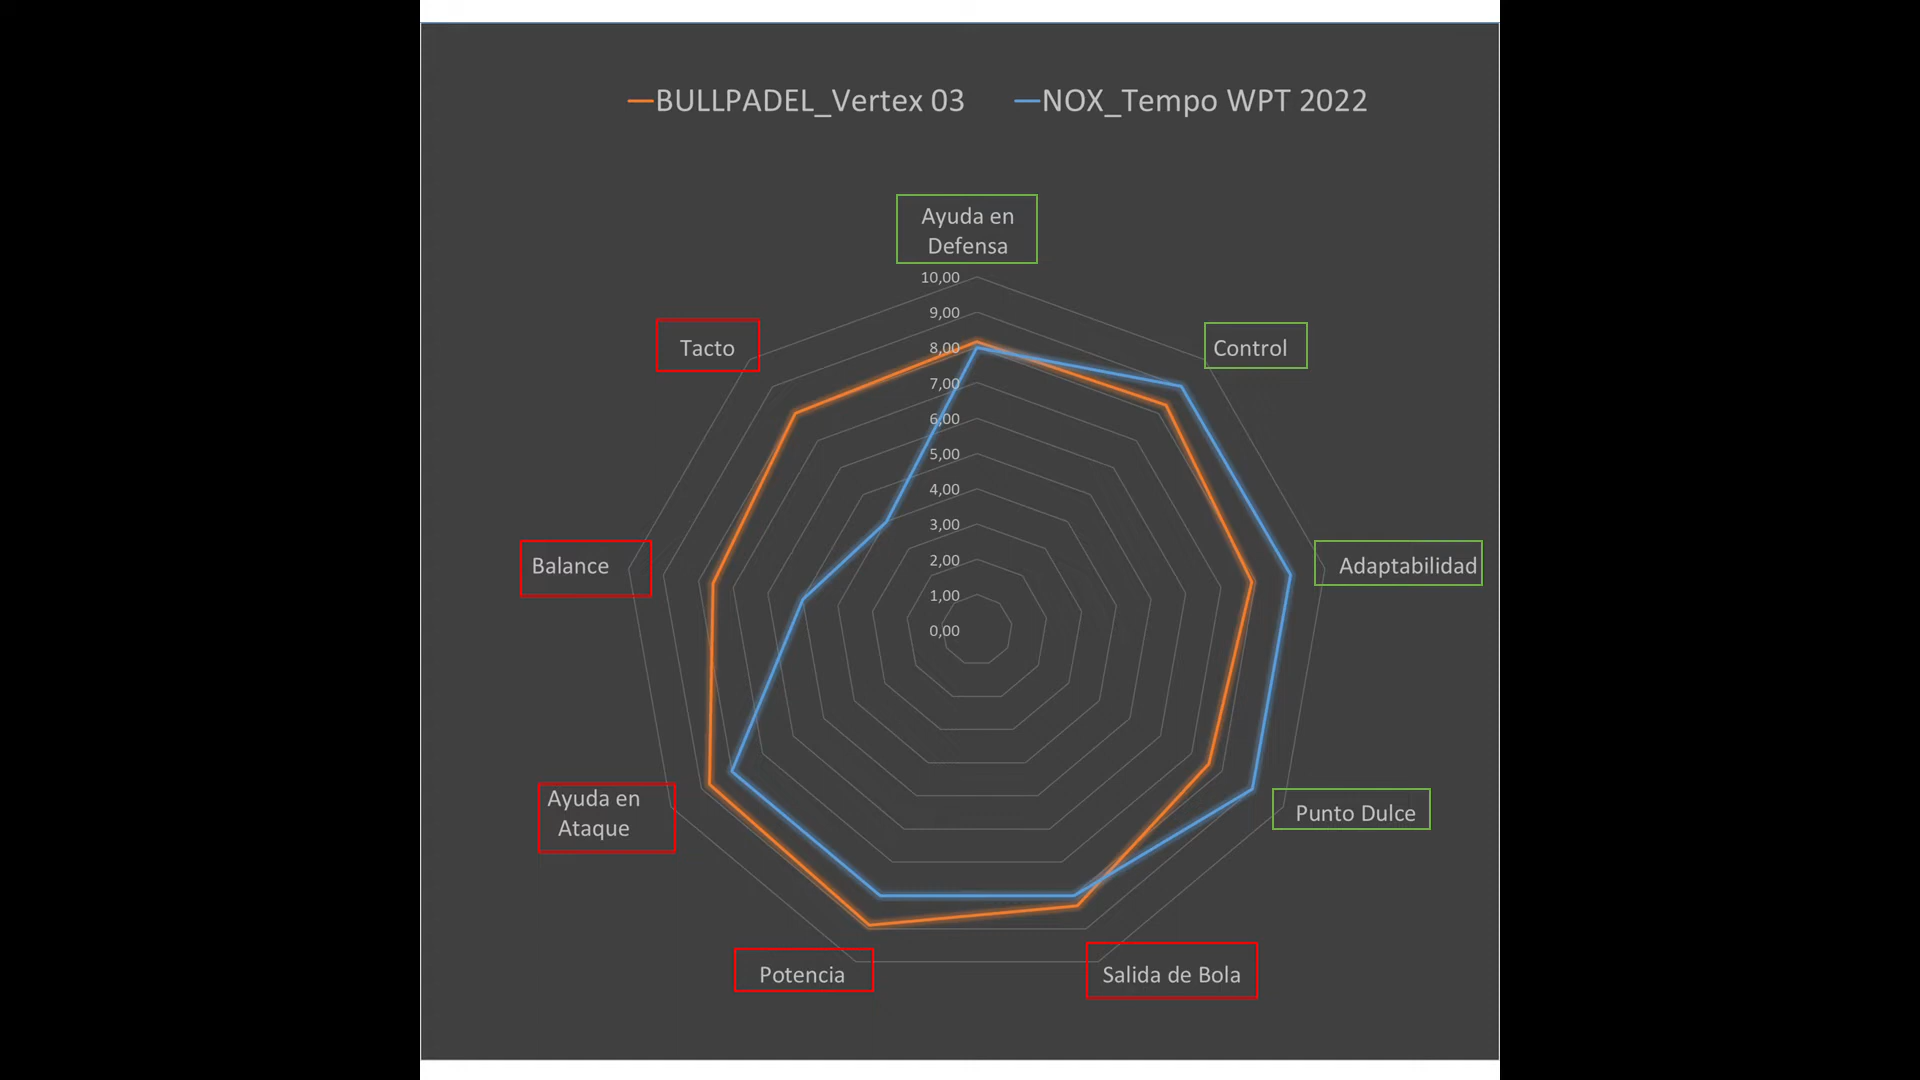 BULLPADEL_Vertex 03
NOX_Tempo WPT 2022
Ayuda en
Defensa
10,00
9,00
8,00
7,00
6,00
5,00
4,00
3,00
2,00
1,00
0,00
Control
Adaptabilidad
Punto Dulce
Salida de Bola
Potencia
Ayuda en
Ataque
Balance
Tacto